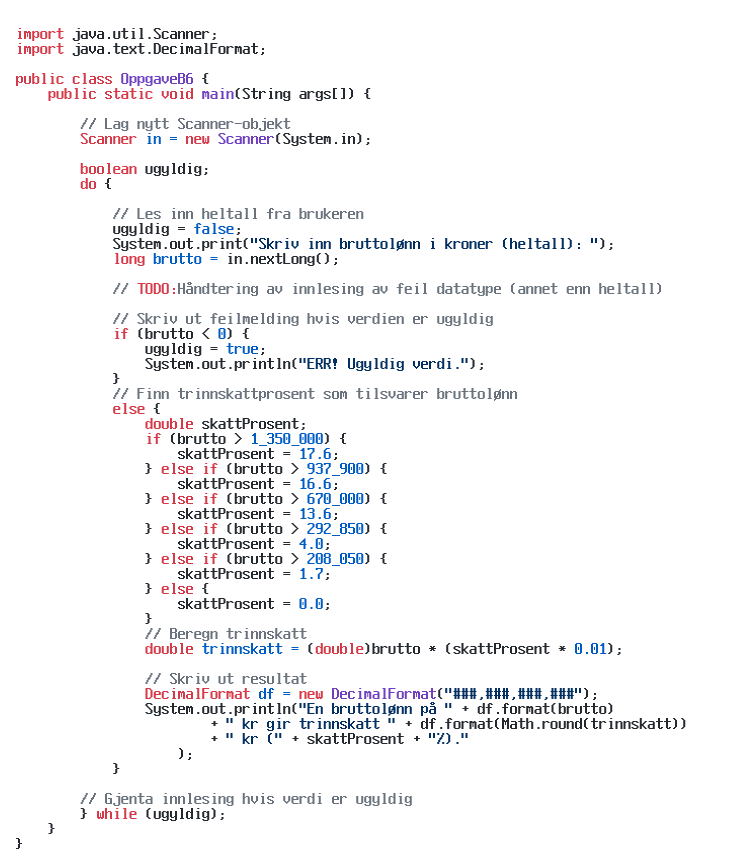 import java.util.Scanner;
import java.text.DecimalFormat;
public class OppgaveB6 {
public static void main(String args[]) {
// Lag nytt Scanner-objekt
Scanner in = new Scanner(System.in);
boolean ugyldig;
do {
// Les inn heltall fra brukeren
ugyldig = false;
System.out.print("Skriv inn bruttolønn i kroner (heltall): ");
long brutto = in.nextLong();
// TODO:Håndtering av innlesing av feil datatype (annet enn heltall)
// Skriv ut feilmelding hvis verdien er ugyldig
if (brutto < 0) {
ugyldig = true;
System.out.println("ERR! Ugyldig verdi.");
}
// Finn trinnskattprosent som tilsvarer bruttolønn
else {
double skattProsent;
if (brutto > 1_350_000) {
skattProsent = 17.6;
} else if (brutto > 937_900) {
skattProsent = 16.6;
} else if (brutto > 670_000) {
skattProsent = 13.6;
} else if (brutto > 292_850) {
skattProsent = 4.0;
} else if (brutto > 208_050) {
skattProsent = 1.7;
} else {
skattProsent = 0.0;
}
// Beregn trinnskatt
double trinnskatt = (double)brutto * (skattProsent * 0.01);
// Skriv ut resultat
DecimalFormat df = new DecimalFormat("###,###,###,###");
System.out.println("En bruttolønn på " + df.format(brutto)
+ " kr gir trinnskatt " + df.format(Math.round(trinnskatt))
+ " kr (" + skattProsent + "%)."
);
}
// Gjenta innlesing hvis verdi er ugyldig
} while (ugyldig);
}
}